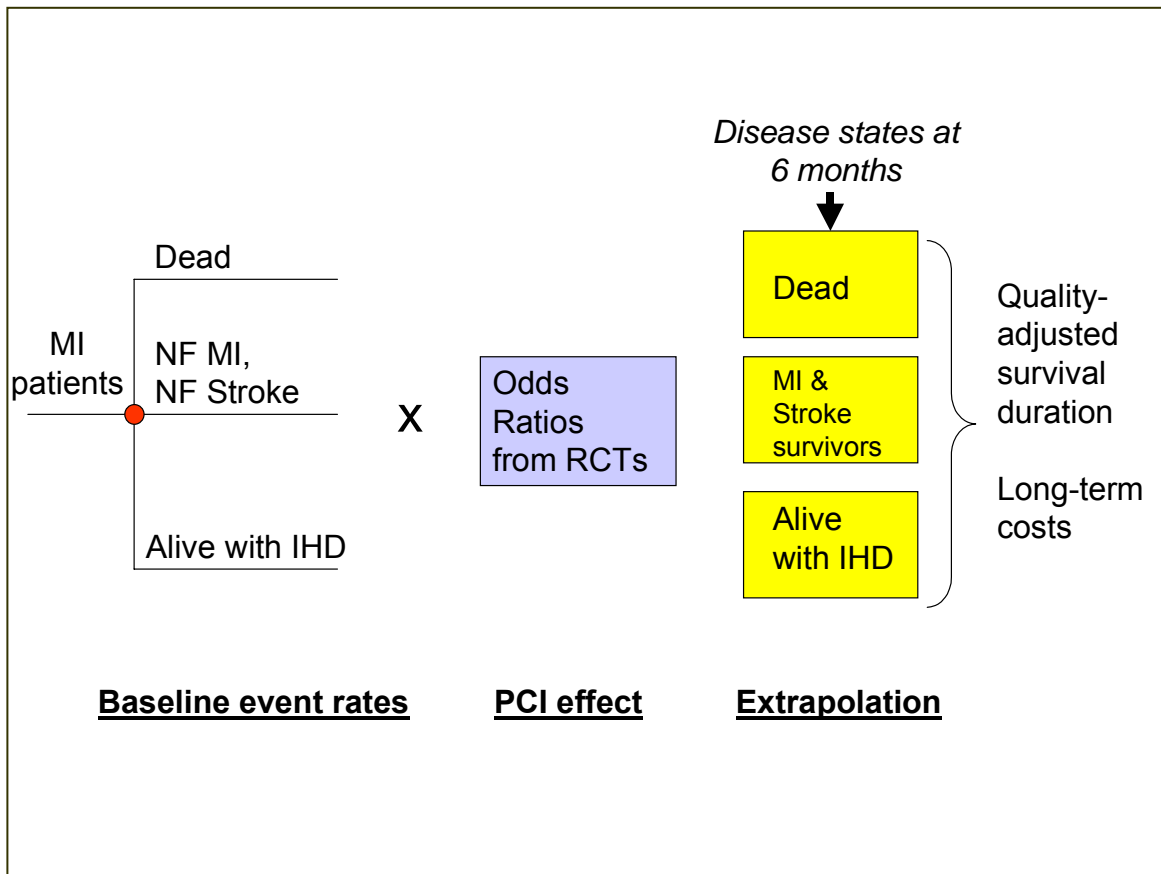 Disease states at
6 months
Dead
NF MI,
NF Stroke
MI
patients
Alive with IHD
X
Odds
Ratios
from RCTs
Dead
MI &
Stroke
survivors
Alive
with IHD
Quality-
adjusted
survival
duration
Long-term
costs
Baseline event rates
PCI effect
Extrapolation